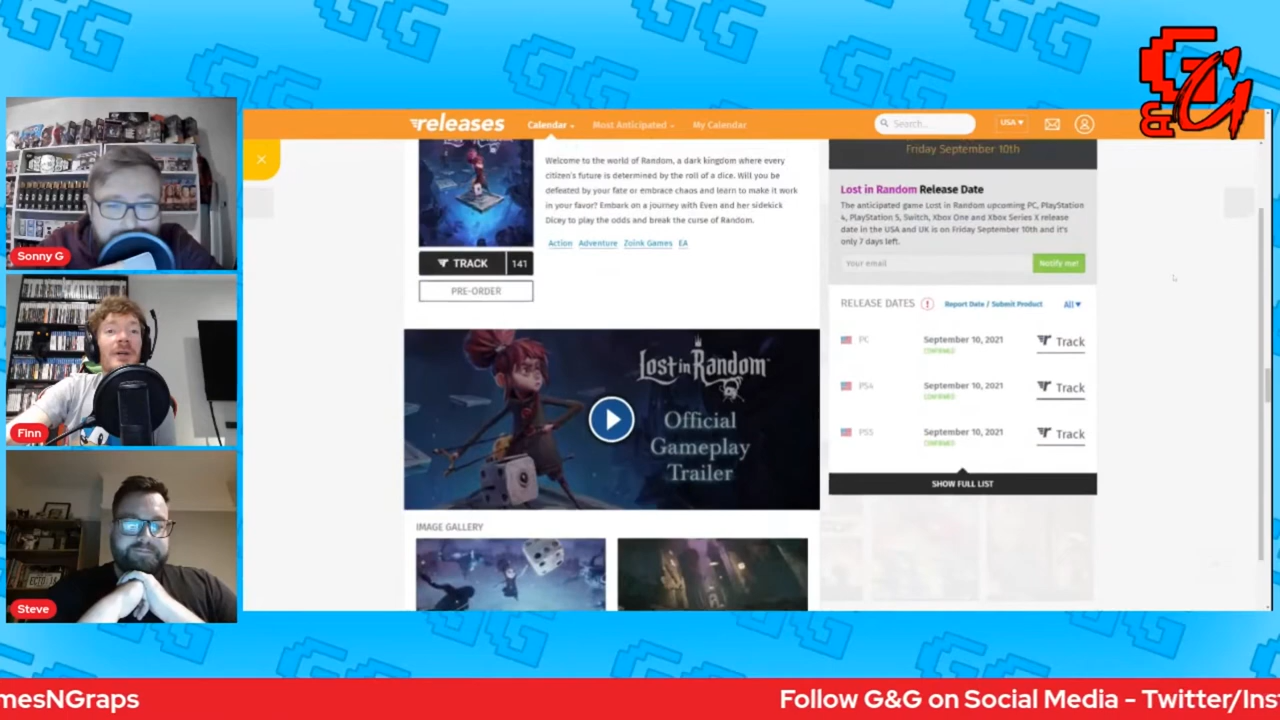 GG
G
&
G
Sonny G
Finn
Steve
releases
Calendar
Most Anticipated
My Calendar
Search...
USA
Welcome to the world of Random, a dark kingdom where every
citizen's future is determined by the roll of a dice. Will you be
defeated by your fate or embrace chaos and learn to make it work
in your favor? Embark on a journey with Even and her sidekick
Dicey to play the odds and break the curse of Random.
Action Adventure Zoink Games EA
TRACK 141
PRE-ORDER
Lost in Random
Official
Gameplay
Trailer
IMAGE GALLERY
Friday September 10th
Lost in Random Release Date
The anticipated game Lost in Random upcoming PC, PlayStation
4, PlayStation 5, Switch, Xbox One and Xbox Series X release
date in the USA and UK is on Friday September 10th and it's
only 7 days left.
Your email
Notify me!
RELEASE DATES
Report Date / Submit Product
All
PC
September 10, 2021
CONFIRMED
Track
PS4
September 10, 2021
CONFIRMED
Track
PS5
September 10, 2021
CONFIRMED
Track
SHOW FULL LIST
mesNGraps
Follow G&G on Social Media - Twitter/Ins